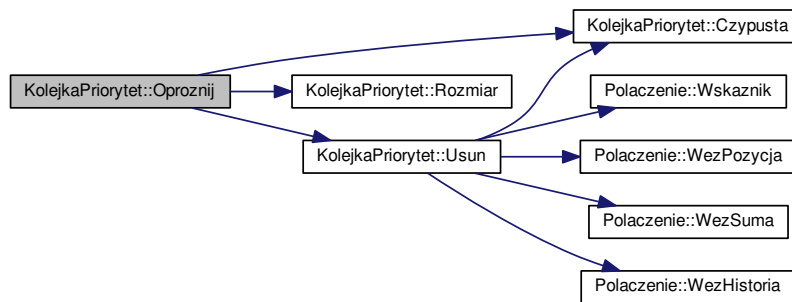 KolejkaPriorytet::Oproznij
KolejkaPriorytet::Czypusta
KolejkaPriorytet::Rozmiar
KolejkaPriorytet::Usun
Polaczenie::Wskaznik
Polaczenie::WezPozycja
Polaczenie::WezSuma
Polaczenie::WezHistoria